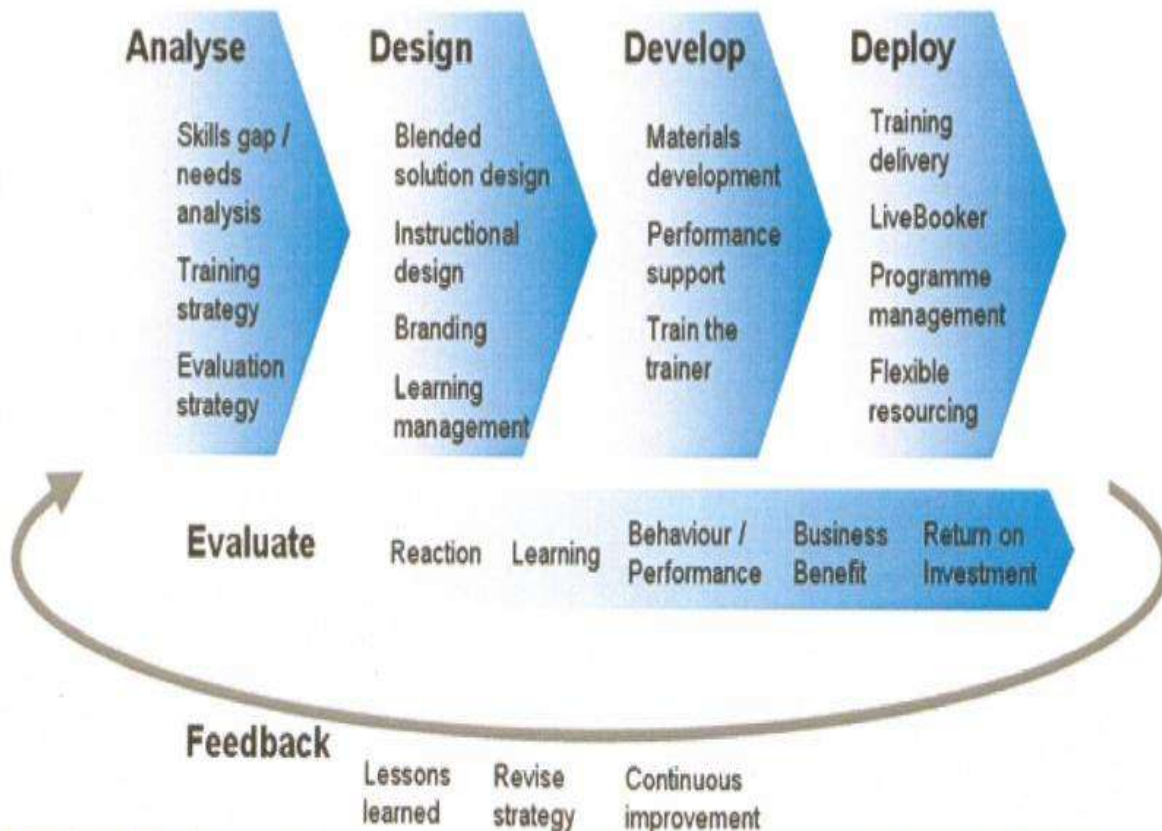 Analyse
Skills gap /
needs
analysis
Training
strategy
Evaluation
strategy
Design
Blended
solution design
Instructional
design
Branding
Learning
management
Develop
Materials
development
Performance
support
Train the
trainer
Deploy
Training
delivery
LiveBooker
Programme
management
Flexible
resourcing
Evaluate
Reaction
Learning
Behaviour /
Performance
Business
Benefit
Return on
Investment
Feedback
Lessons
learned
Revise
strategy
Continuous
improvement